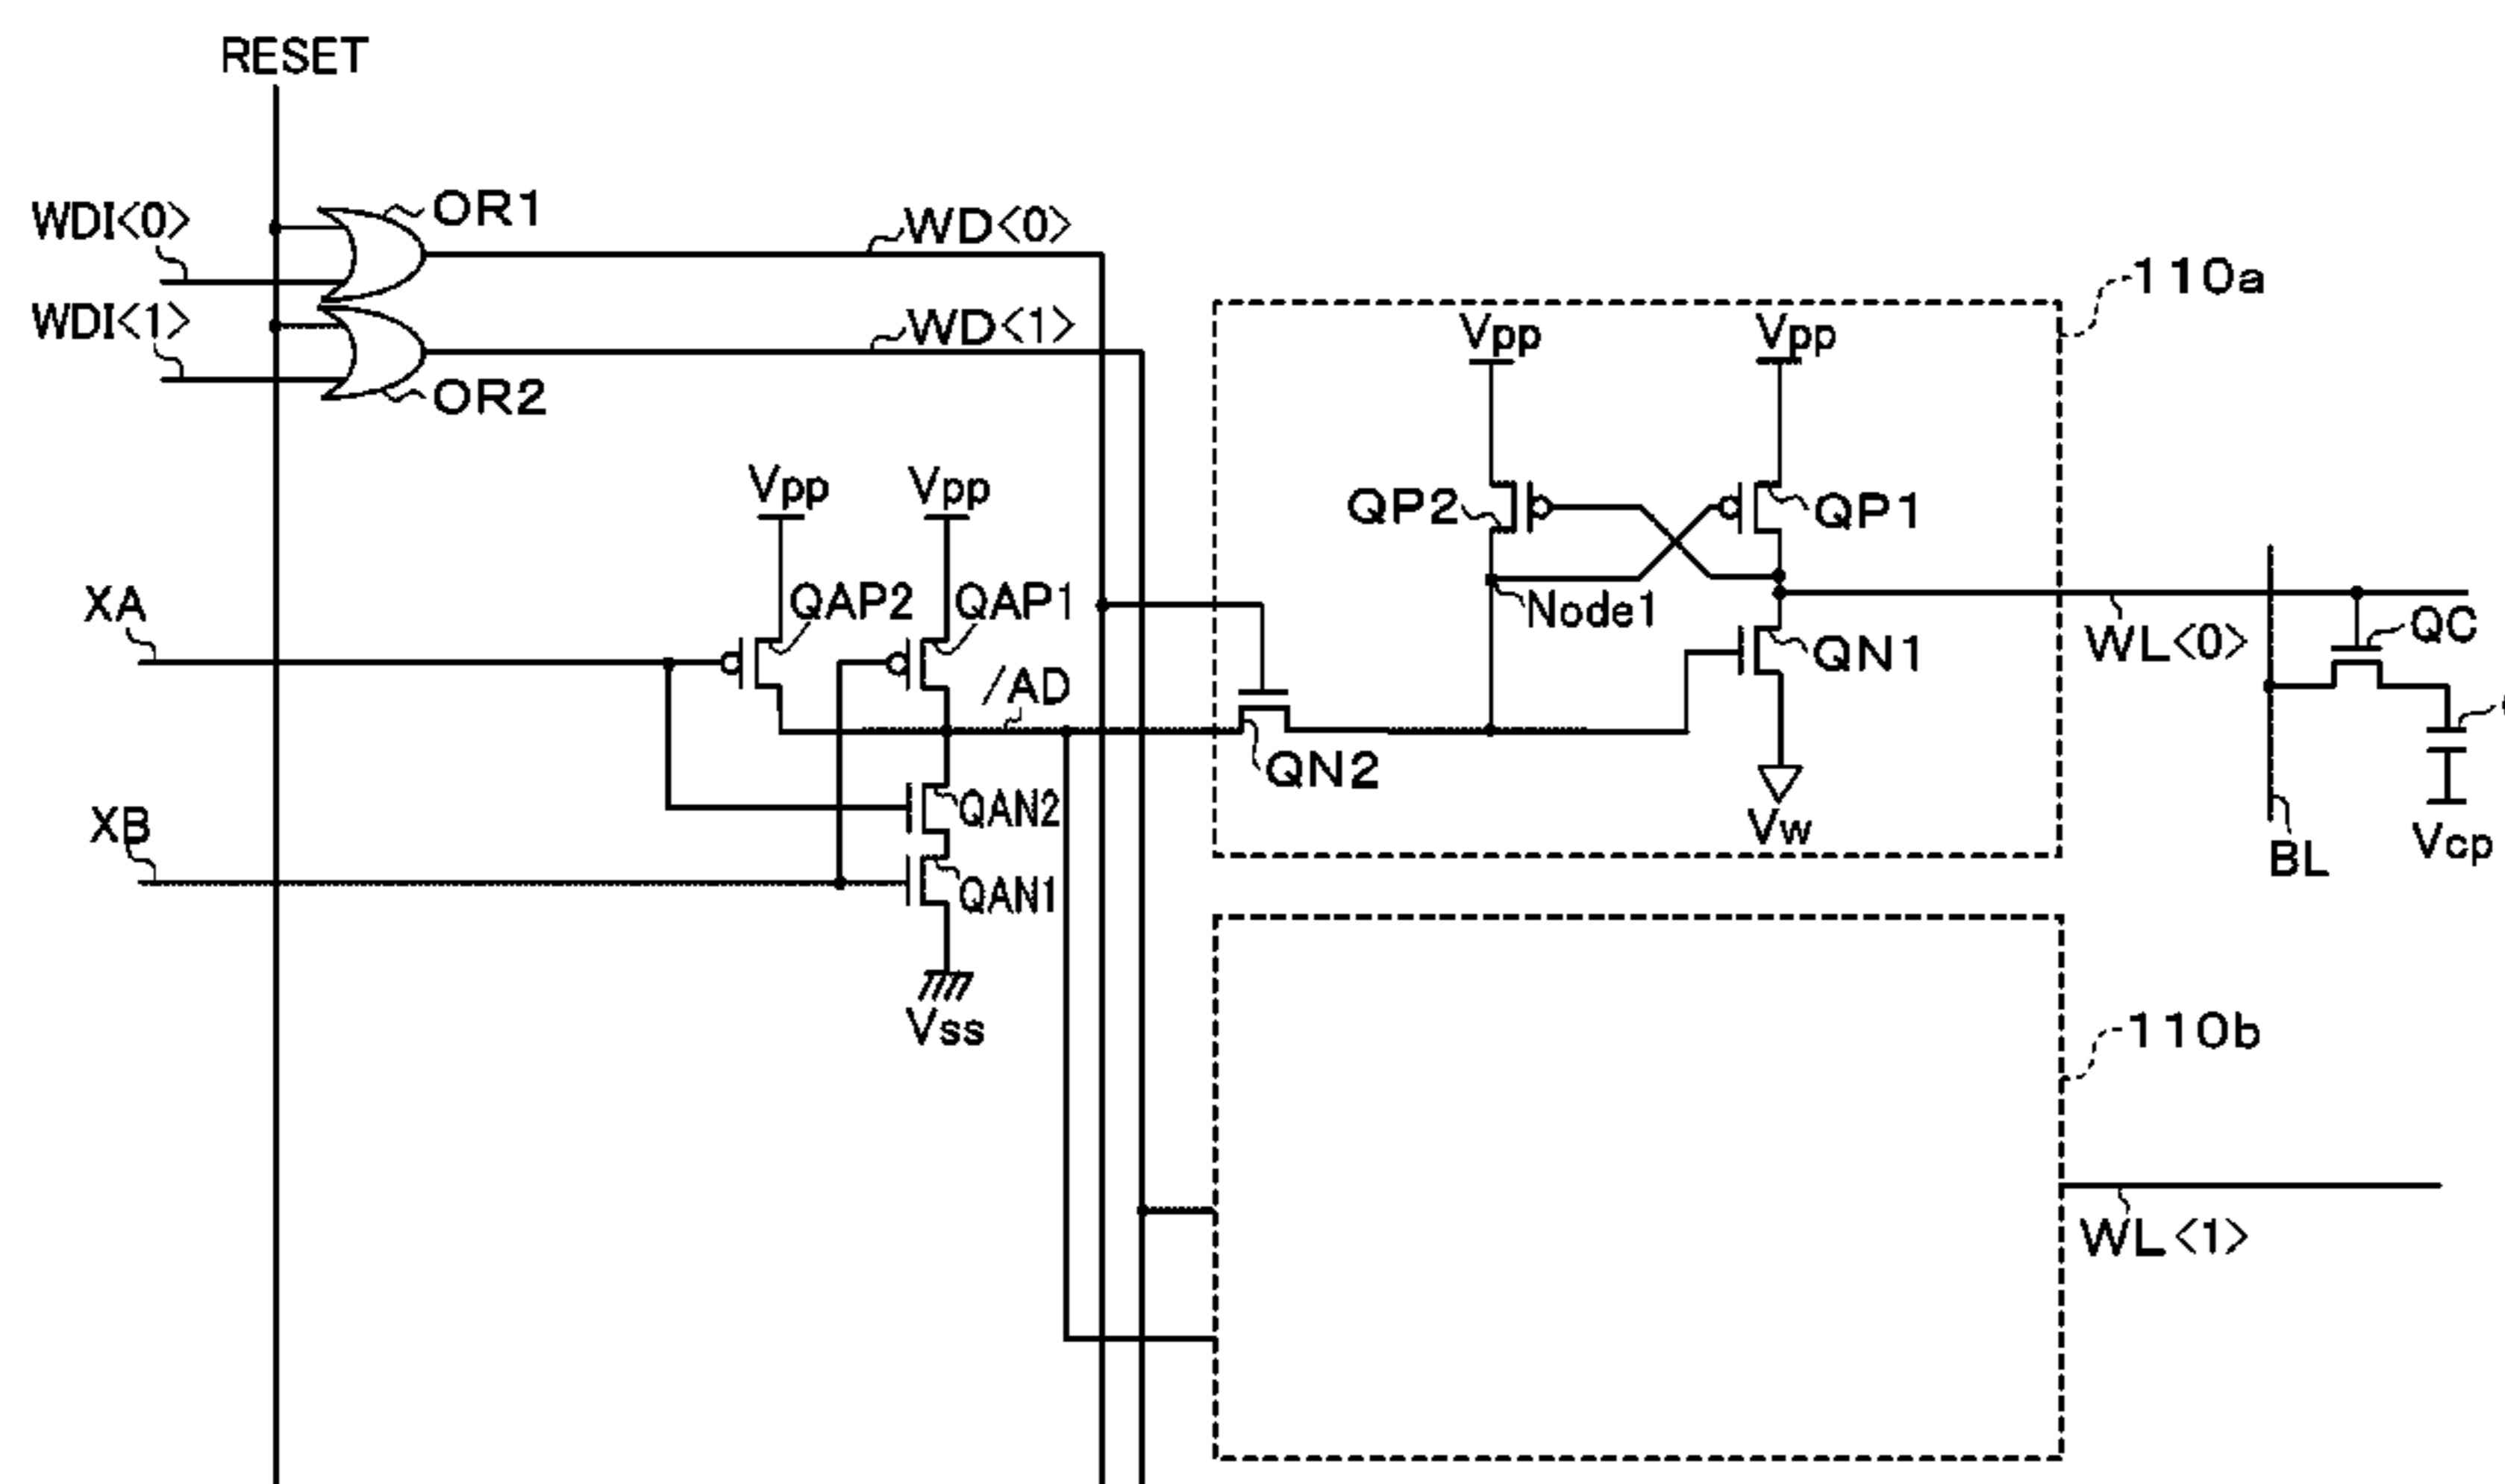 RESET
OR1
WDI<0>
WD<0>
110a
WDI<1>
WD<1>
Vpp
Vpp
OR2
Vpp
Vpp
QP2
QP1
XA
QAP2
QAP1
Node1
QC
WL<0>
QN1
/AD
QN2
XB
QAN2
Vw
Vcp
BL
QAN1
Vss
110b
WL<1>